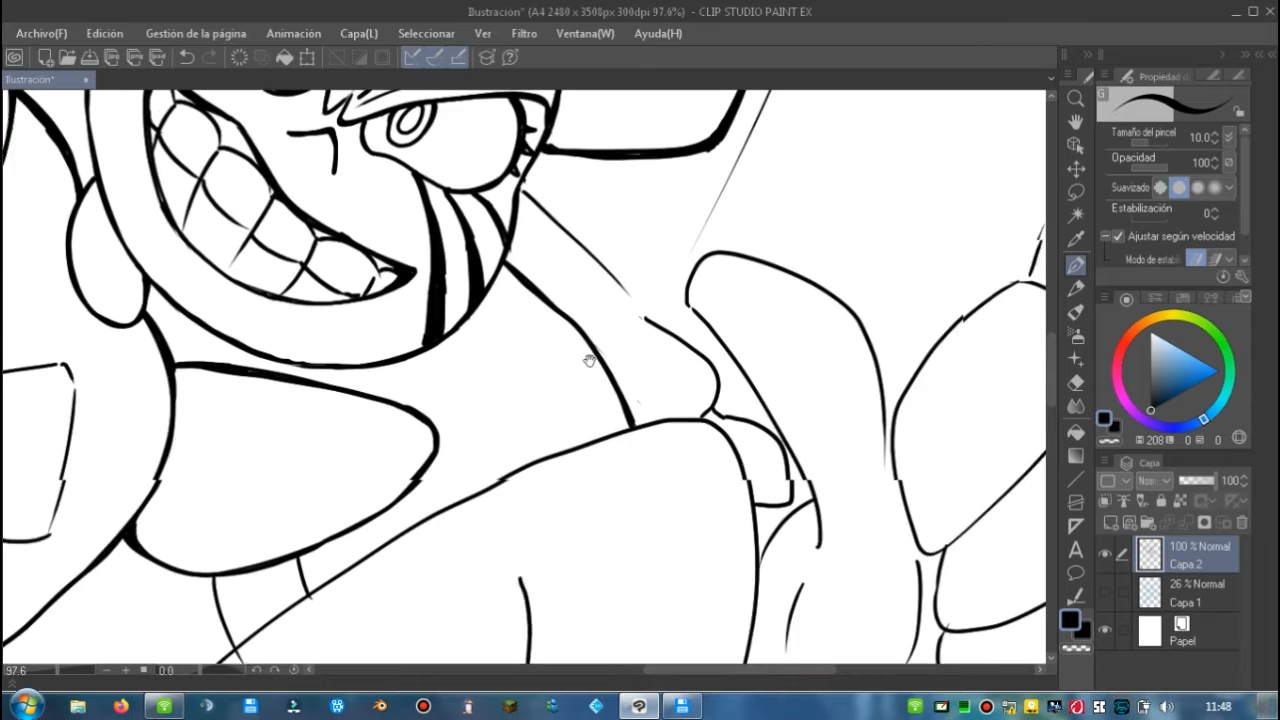 Ilustración* (A4 2480 x 3508px 300dpi 97.6%) - CLIP STUDIO PAINT EX
Archivo(F) Edición Gestión de la página Animación Capa(L) Seleccionar Ver Filtro Ventana(W) Ayuda(H)
Ilustración*
Propiedad d
G
Tamaño del pincel 10.0
Opacidad 100
Suavizado
Estabilización 0
Ajustar según velocidad
Modo de estabi
208 0 0
Capa
Norm 100
100 % Normal
Capa 2
26 % Normal
Capa 1
Papel
97.6 0.0
11:48